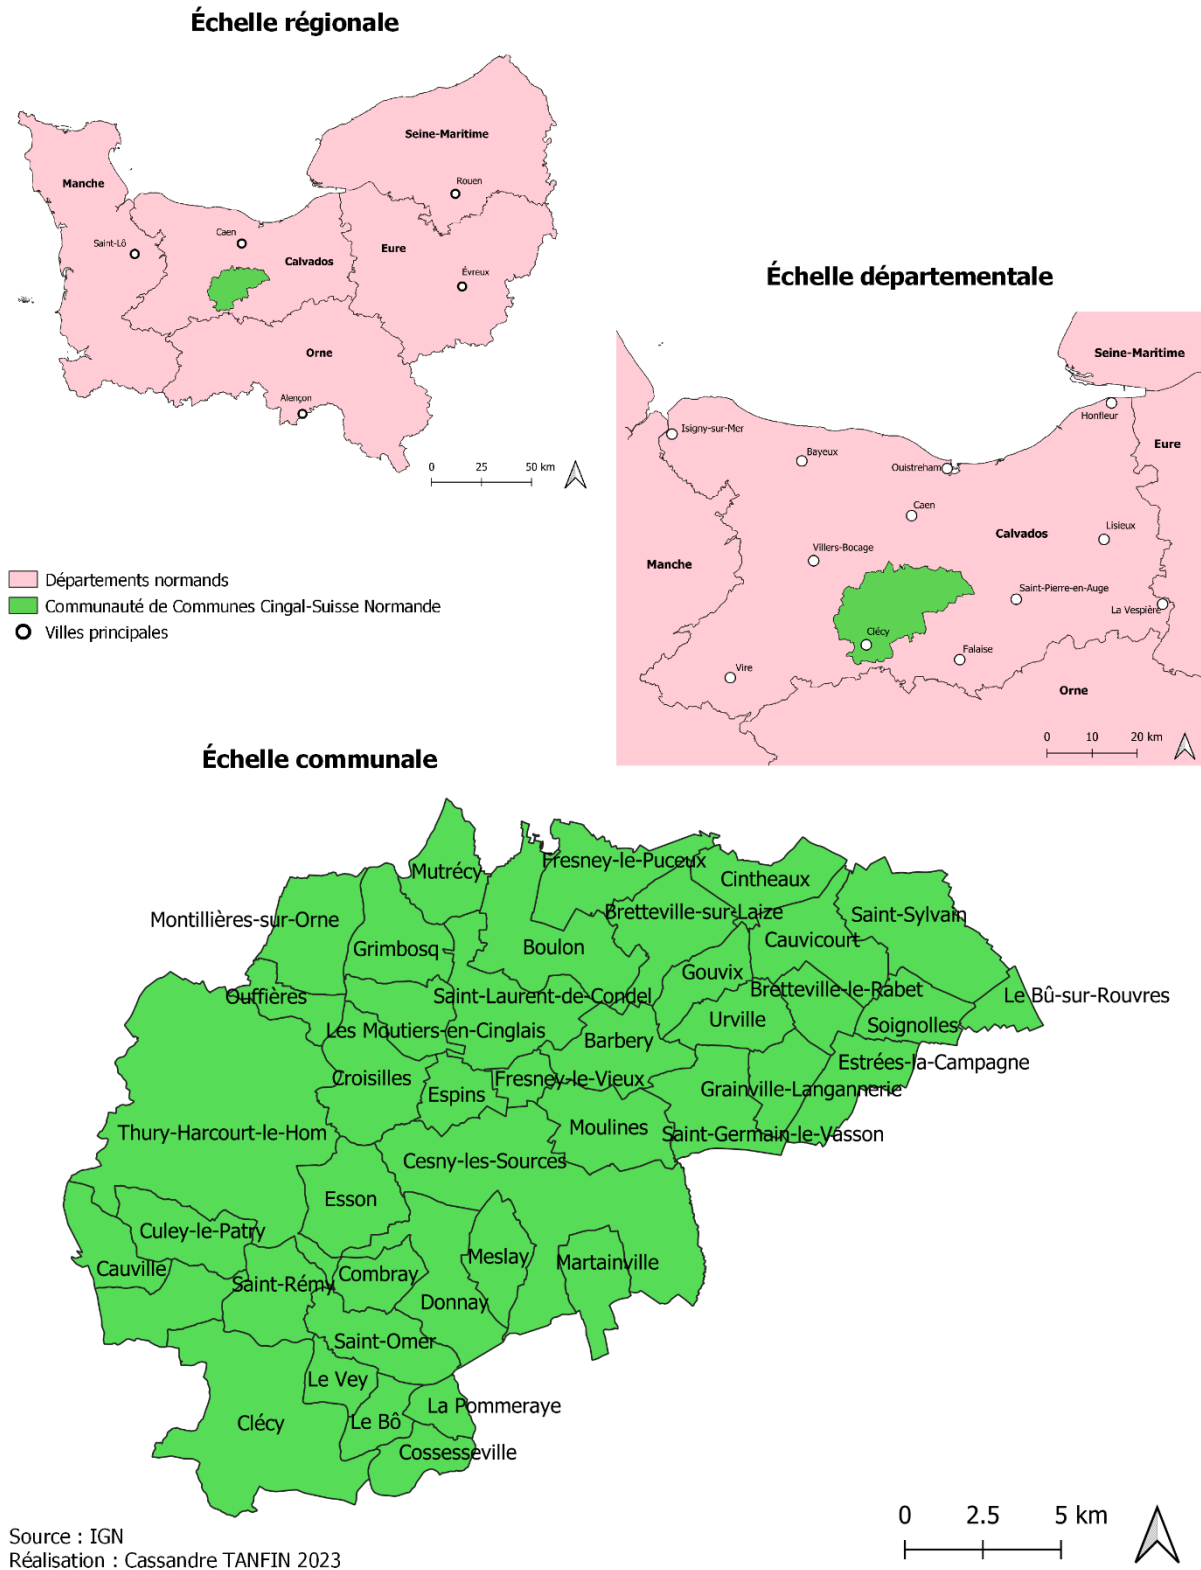 Échelle régionale
Seine-Maritime
Manche
Rouen
Caen
Saint-Lô
Eure
Calvados
Évreux
Orne
Alençon
0 25 50 km
Départements normands
Communauté de Communes Cingal-Suisse Normande
Villes principales
Échelle départementale
Seine-Maritime
Honfleur
Isigny-sur-Mer
Eure
Bayeux
Ouistreham
Caen
Calvados
Lisieux
Villers-Bocage
Manche
Saint-Pierre-en-Auge
La Vespière
Clécy
Falaise
Vire
Orne
0 10 20 km
Échelle communale
Fresney-le-Puceux
Mutrécy
Cintheaux
Montillières-sur-Orne
Bretteville-sur-Laize
Saint-Sylvain
Grimbosq
Boulon
Cauvicourt
Gouvix
Ouffières
Saint-Laurent-de-Condel
Bretteville-le-Rabet
Le Bû-sur-Rouvres
Les Moutiers-en-Cinglais
Barbery
Urville
Soignolles
Estrées-la-Campagne
Croisilles
Espins
Fresney-le-Vieux
Grainville-Langannerie
Thury-Harcourt-le-Hom
Moulines
Saint-Germain-le-Vasson
Cesny-les-Sources
Esson
Culey-le-Patry
Meslay
Martainville
Cauville
Saint-Rémy
Combray
Donnay
Saint-Omer
Le Vey
La Pommeraye
Clécy
Le Bô
Cossesseville
0 2.5 5 km
Source : IGN
Réalisation : Cassandre TANFIN 2023